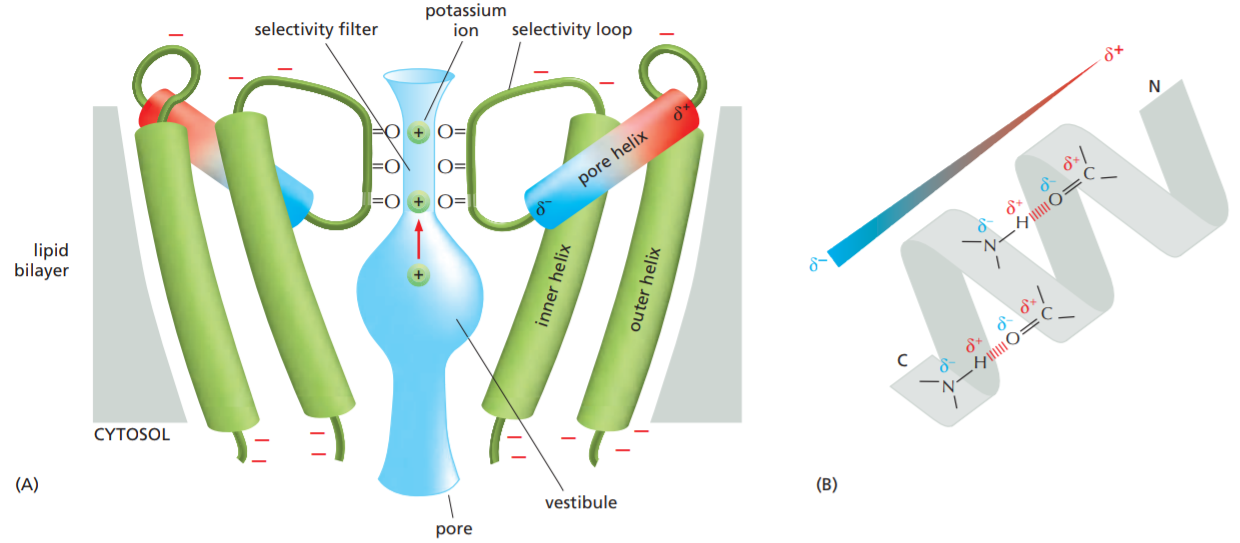 potassium
ion
selectivity filter
selectivity loop
− − − − − −
δ+
=O + O=
pore helix
=O O=
=O + O=
δ−
lipid
bilayer
+
inner helix
outer helix
CYTOSOL
− − − − − − − −
(A)
vestibule
pore
δ+
N
δ+
C
δ−
O
δ+
H
δ−
N
δ−
δ+
C
δ−
O
δ+
H
C
δ−
N
(B)